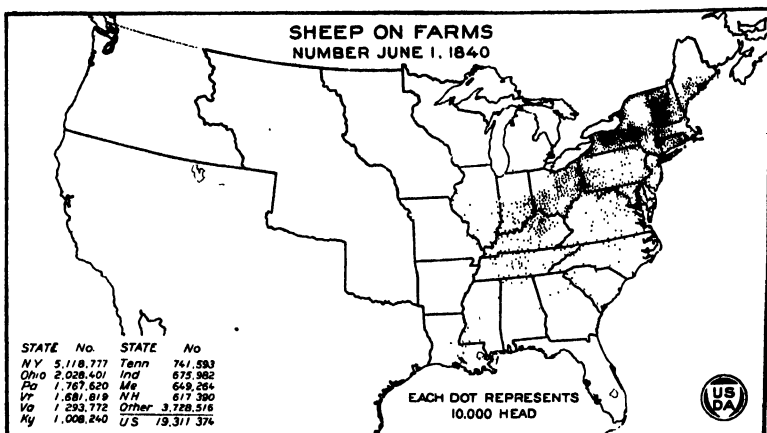 SHEEP ON FARMS
NUMBER JUNE 1, 1840
STATE No. STATE No
NY 5,118,777 Tenn 741,593
Ohio 2,028,401 Ind 675,982
Pa 1,767,620 Me 649,264
Vt 1,681,819 NH 617 390
Va 1 293,772 Other 3,728,516
Ky 1,008,240 US 19,311 374
EACH DOT REPRESENTS
10,000 HEAD
US
DA